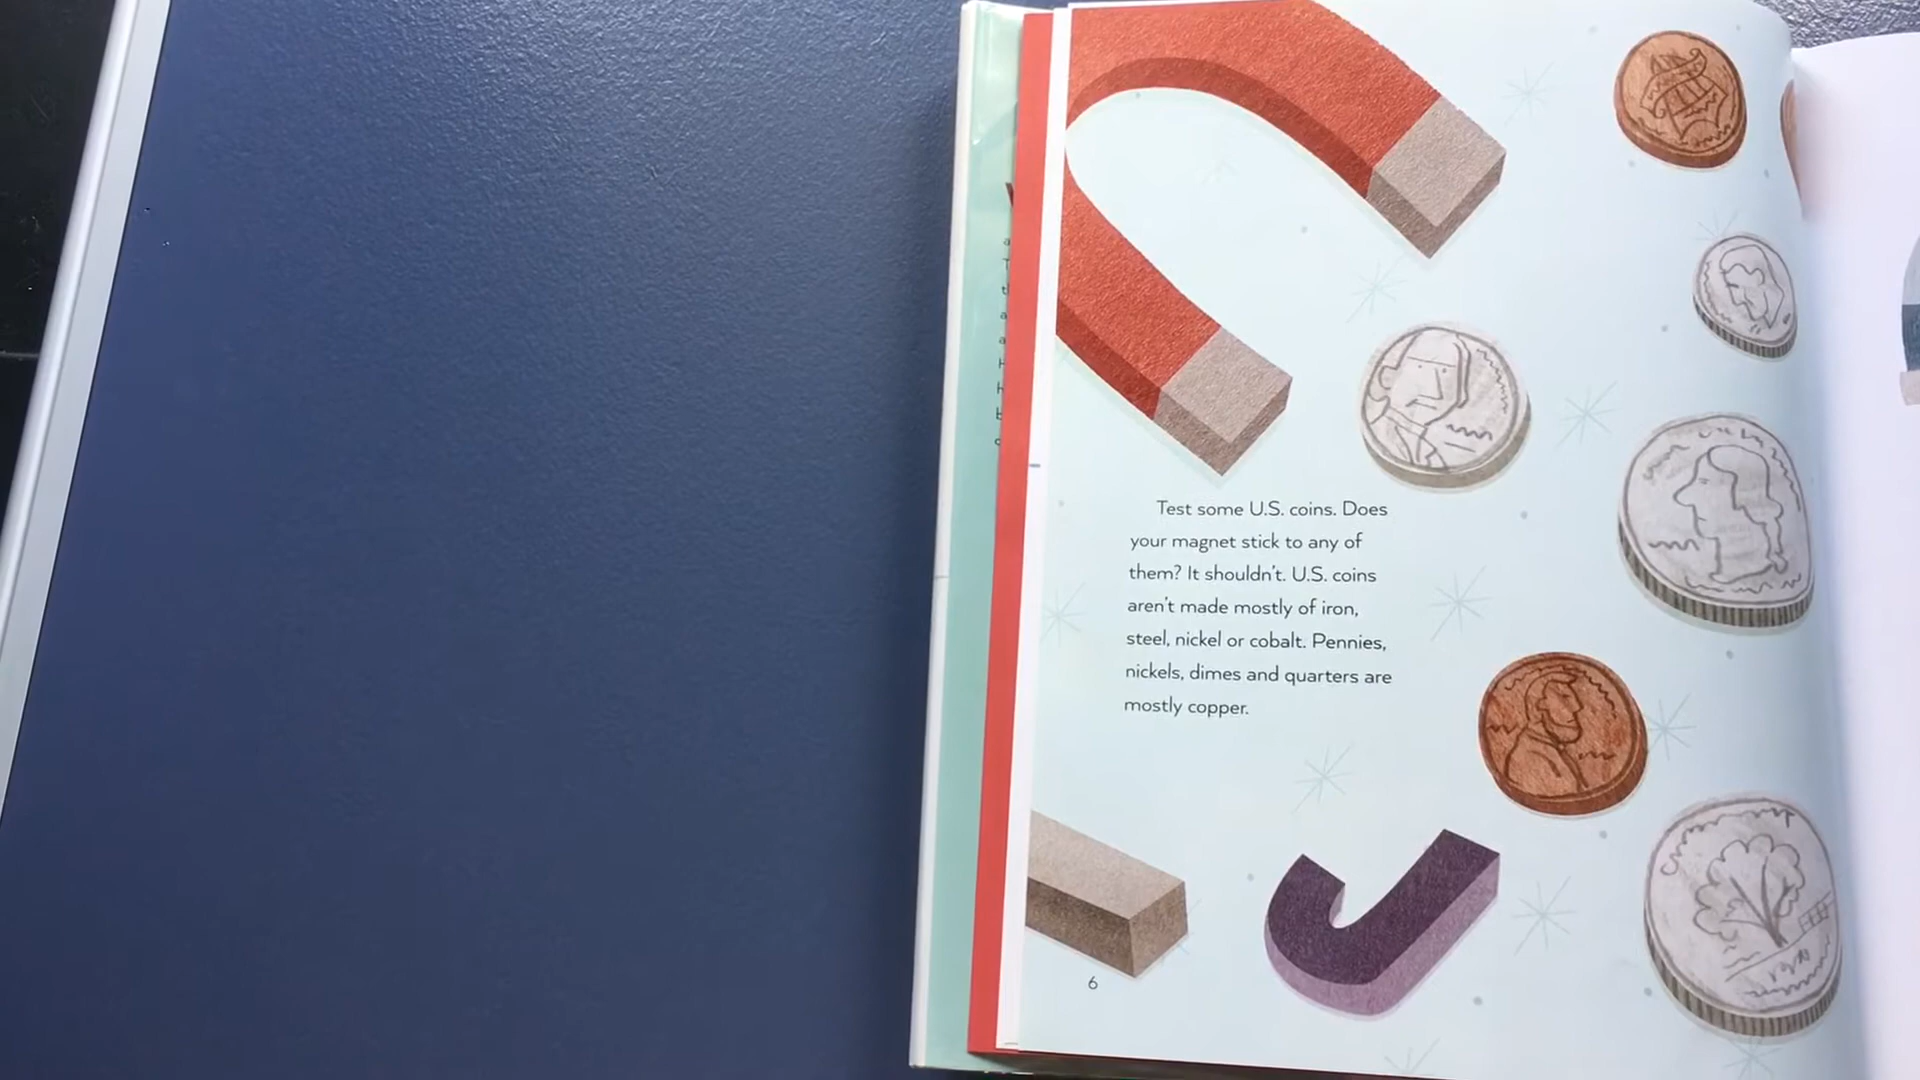 Test some U.S. coins. Does
your magnet stick to any of
them? It shouldn't. U.S. coins
aren't made mostly of iron,
steel, nickel or cobalt. Pennies,
nickels, dimes and quarters are
mostly copper.
6